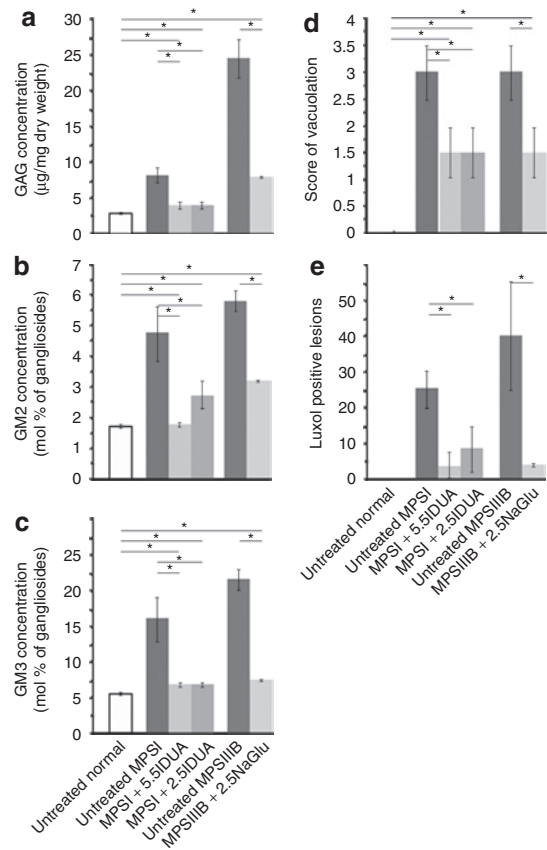 a
GAG concentration
(µg/mg dry weight)
30
25
20
15
10
5
0
* * * * *
b
GM2 concentration
(mol % of gangliosides)
7
6
5
4
3
2
1
0
* * * * * *
c
GM3 concentration
(mol % of gangliosides)
25
20
15
10
5
0
* * * * * *
Untreated normal
Untreated MPSI
MPSI + 5.5IDUA
MPSI + 2.5IDUA
Untreated MPSIIIB
MPSIIIB + 2.5NaGlu
d
Score of vacuolation
4
3.5
3
2.5
2
1.5
1
0.5
0
* * * * * *
e
Luxol positive lesions
50
40
30
20
10
0
* * *
Untreated normal
Untreated MPSI
MPSI + 5.5IDUA
MPSI + 2.5IDUA
Untreated MPSIIIB
MPSIIIB + 2.5NaGlu